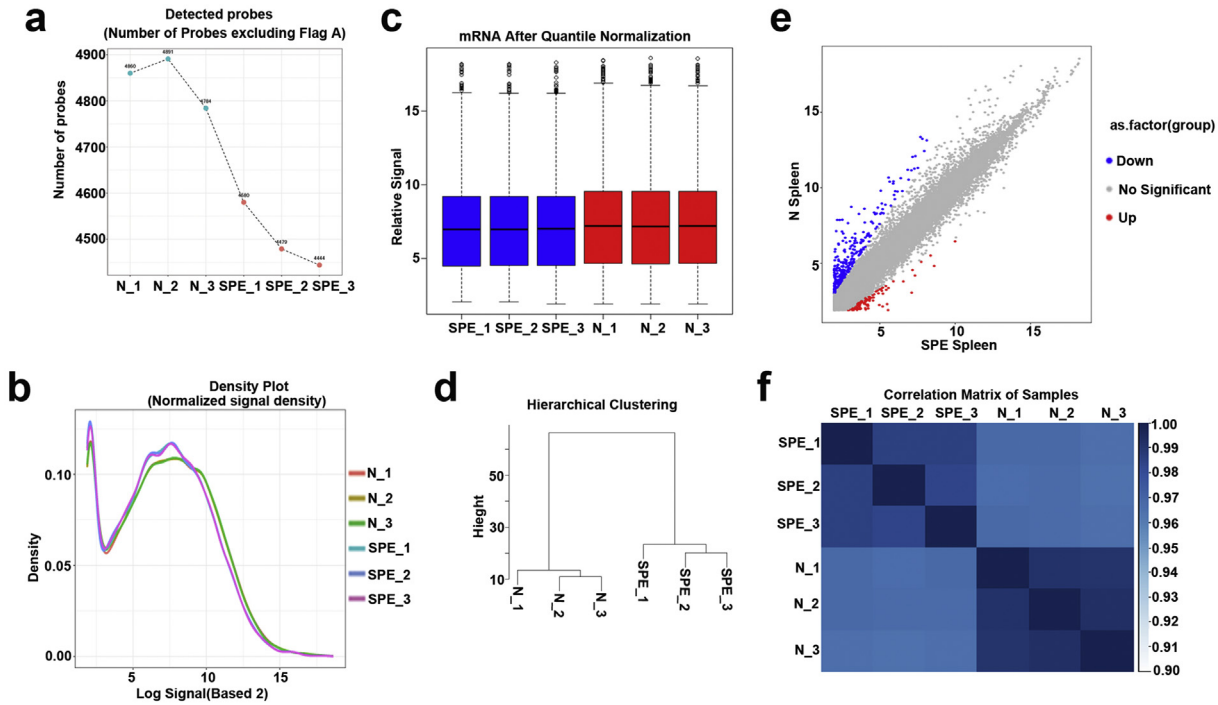 a
Detected probes
(Number of Probes excluding Flag A)
Number of probes
4900
4800
4700
4600
4500
4860
4891
4784
4580
4479
4444
N_1
N_2
N_3
SPE_1
SPE_2
SPE_3
c
mRNA After Quantile Normalization
Relative Signal
15
10
5
SPE_1
SPE_2
SPE_3
N_1
N_2
N_3
e
N Spleen
15
10
5
5
10
15
SPE Spleen
as.factor(group)
Down
No Significant
Up
b
Density Plot
(Normalized signal density)
Density
0.10
0.05
0.00
5
10
15
Log Signal(Based 2)
N_1
N_2
N_3
SPE_1
SPE_2
SPE_3
d
Hierarchical Clustering
Hieght
50
30
10
N_1
N_2
N_3
SPE_1
SPE_2
SPE_3
f
Correlation Matrix of Samples
SPE_1
SPE_2
SPE_3
N_1
N_2
N_3
SPE_1
SPE_2
SPE_3
N_1
N_2
N_3
1.00
0.99
0.98
0.97
0.96
0.95
0.94
0.93
0.92
0.91
0.90